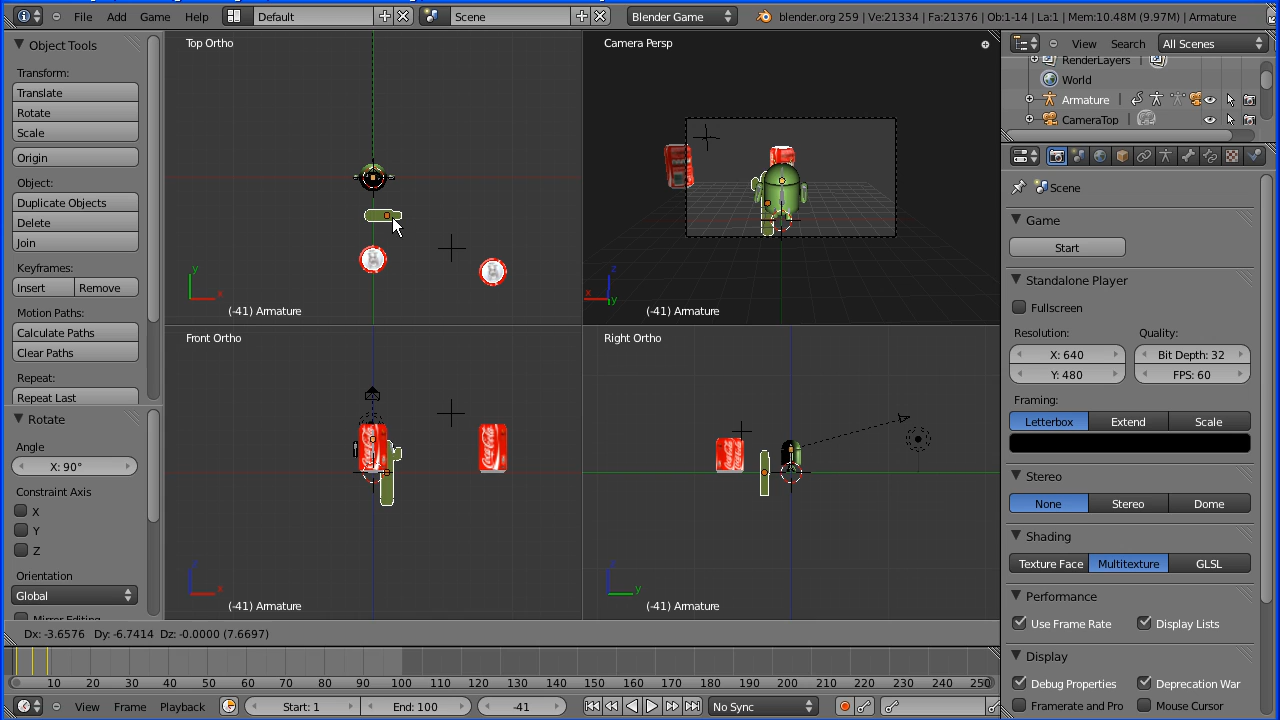 File Add Game Help Default Scene Blender Game blender.org 259 | Ve:21334 | Fa:21376 | Ob:1-14 | La:1 | Mem:10.48M (9.97M) | Armature
Object Tools
Transform:
Translate
Rotate
Scale
Origin
Object:
Duplicate Objects
Delete
Join
Keyframes:
Insert Remove
Motion Paths:
Calculate Paths
Clear Paths
Repeat:
Repeat Last
Rotate
Angle
X: 90°
Constraint Axis
X
Y
Z
Orientation
Global
Mirror Editing
Top Ortho
y
x
(-41) Armature
Camera Persp
z
x
y
(-41) Armature
Front Ortho
z
x
(-41) Armature
Right Ortho
y
(-41) Armature
Dx: -3.6576 Dy: -6.7414 Dz: -0.0000 (7.6697)
10 20 30 40 50 60 70 80 90 100 110 120 130 140 150 160 170 180 190 200 210 220 230 240 250
View Frame Playback Start: 1 End: 100 -41 No Sync
View Search All Scenes
RenderLayers
World
Armature
CameraTop
Scene
Game
Start
Standalone Player
Fullscreen
Resolution: Quality:
X: 640 Bit Depth: 32
Y: 480 FPS: 60
Framing:
Letterbox Extend Scale
Stereo
None Stereo Dome
Shading
Texture Face Multitexture GLSL
Performance
Use Frame Rate Display Lists
Display
Debug Properties Deprecation War
Framerate and Pro Mouse Cursor